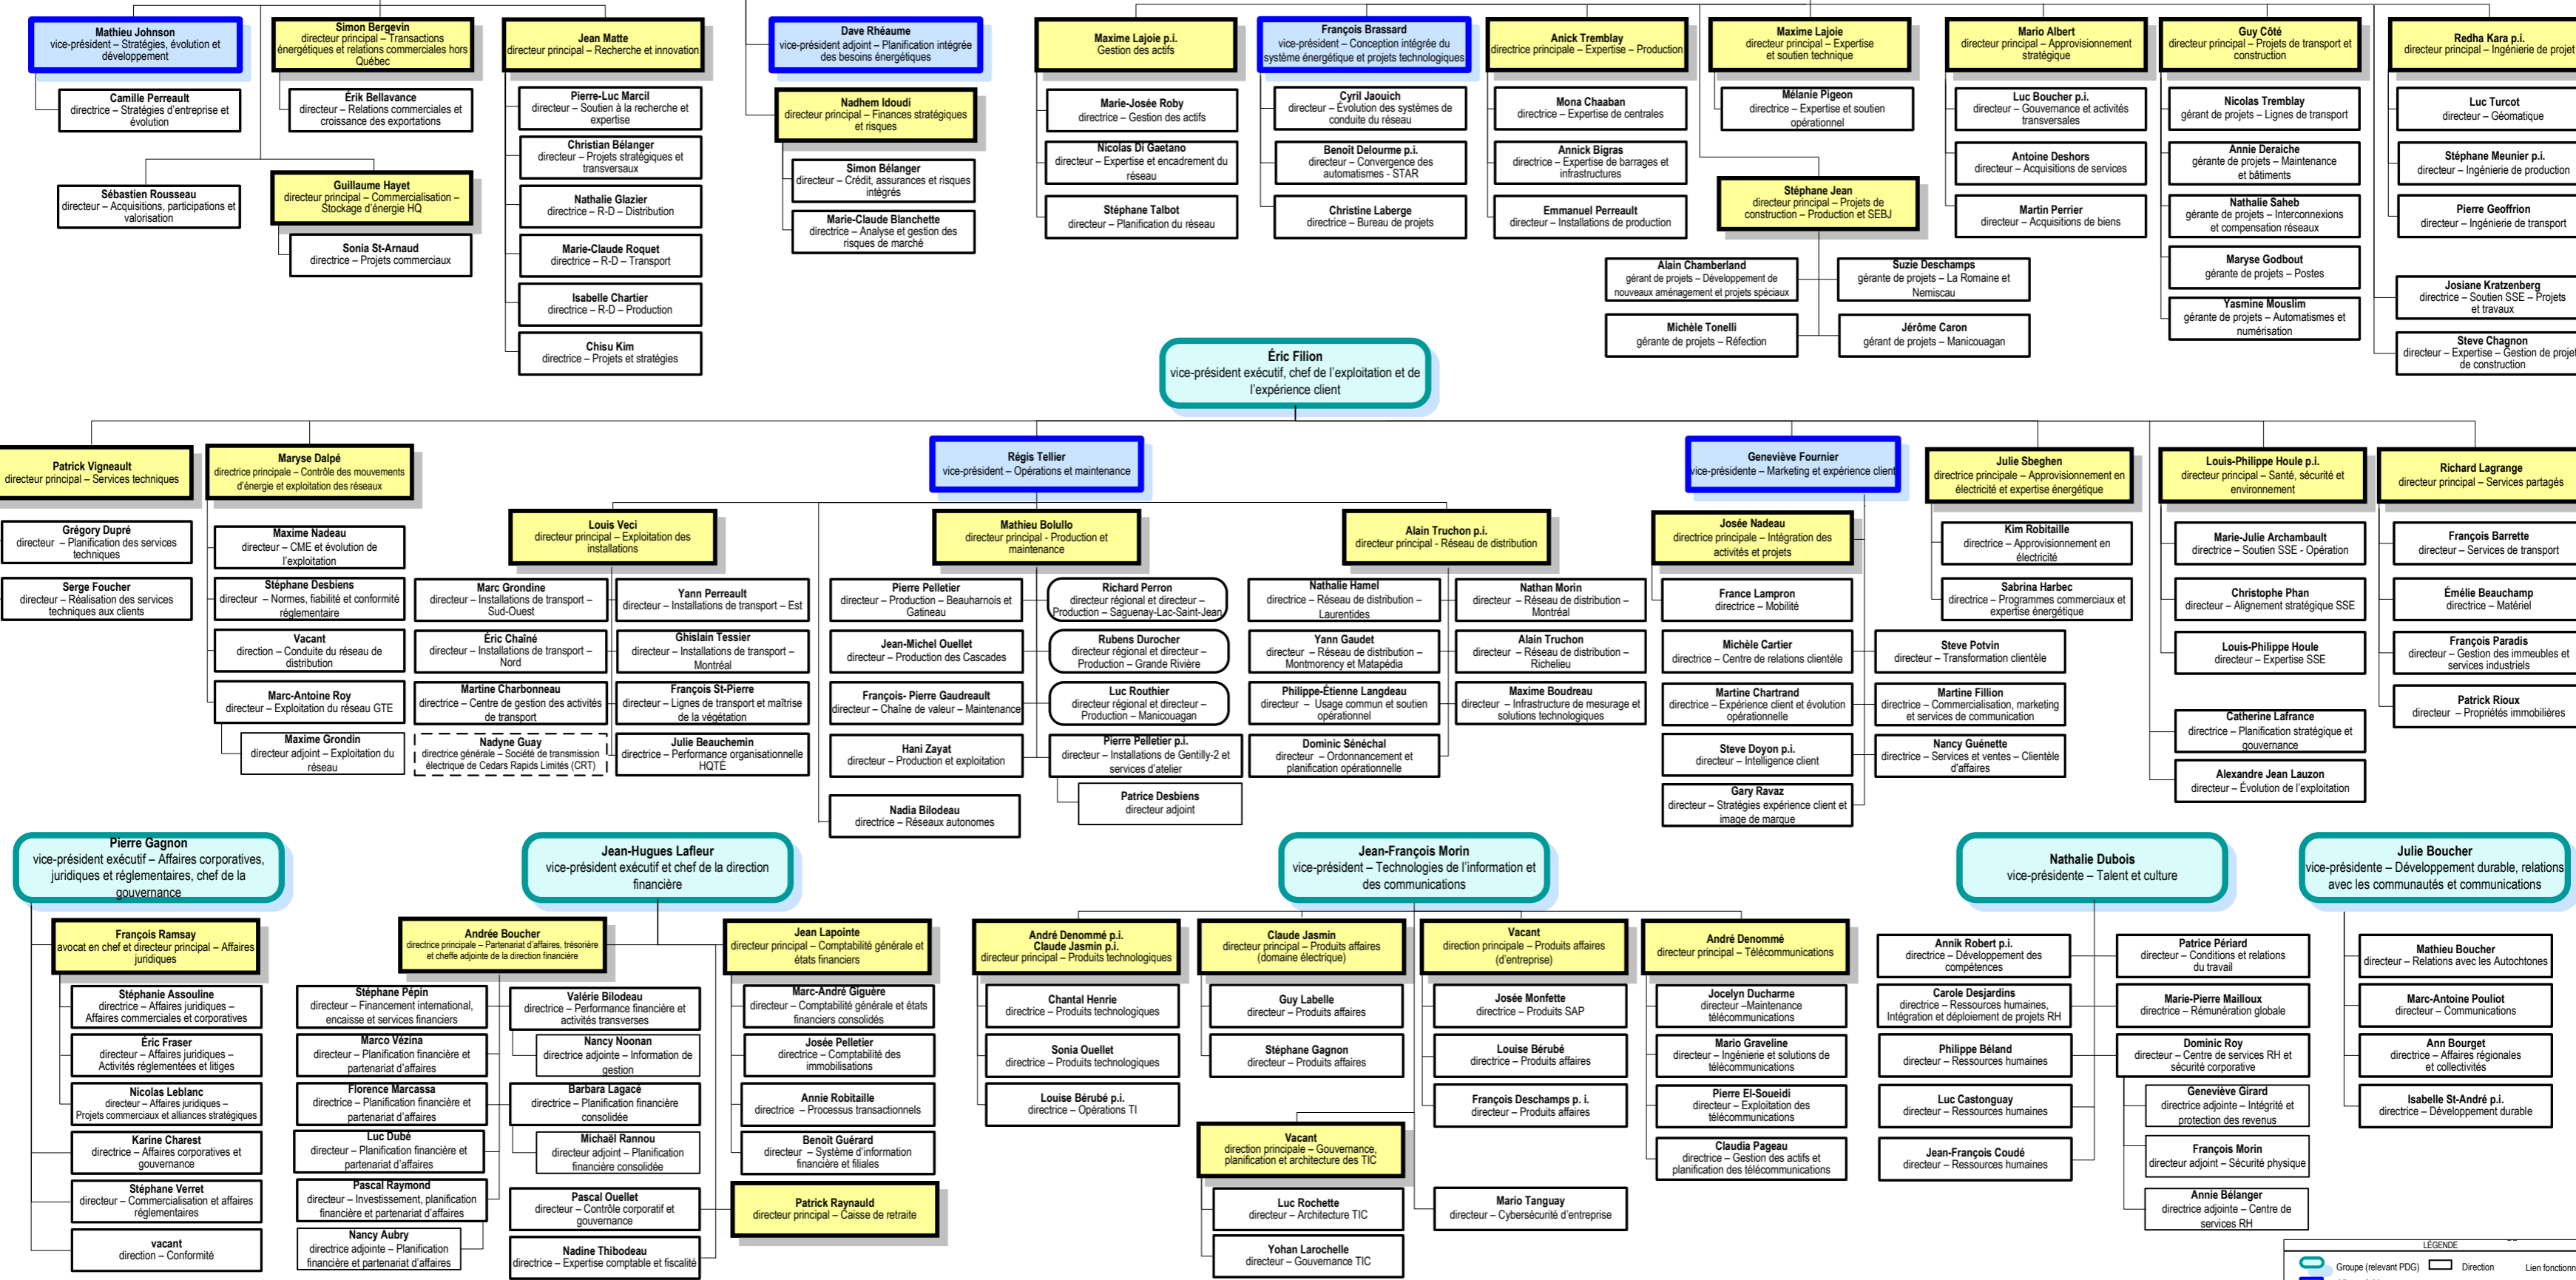 Mathieu Johnson
vice-président – Stratégies, évolution et
développement
Camille Perreault
directrice – Stratégies d'entreprise et
évolution
Sébastien Rousseau
directeur – Acquisitions, participations et
valorisation
Simon Bergevin
directeur principal – Transactions
énergétiques et relations commerciales hors
Québec
Érik Bellavance
directeur – Relations commerciales et
croissance des exportations
Guillaume Hayet
directeur principal – Commercialisation –
Stockage d'énergie HQ
Sonia St-Arnaud
directrice – Projets commerciaux
Jean Matte
directeur principal – Recherche et innovation
Pierre-Luc Marcil
directeur – Soutien à la recherche et
expertise
Christian Bélanger
directeur – Projets stratégiques et
transversaux
Nathalie Glazier
directrice – R-D – Distribution
Marie-Claude Roquet
directrice – R-D – Transport
Isabelle Chartier
directrice – R-D – Production
Chisu Kim
directrice – Projets et stratégies
Dave Rhéaume
vice-président adjoint – Planification intégrée
des besoins énergétiques
Nadhem Idoudi
directeur principal – Finances stratégiques
et risques
Simon Bélanger
directeur – Crédit, assurances et risques
intégrés
Marie-Claude Blanchette
directrice – Analyse et gestion des
risques de marché
Maxime Lajoie p.i.
Gestion des actifs
Marie-Josée Roby
directrice – Gestion des actifs
Nicolas Di Gaetano
directeur – Expertise et encadrement du
réseau
Stéphane Talbot
directeur – Planification du réseau
François Brassard
vice-président – Conception intégrée du
système énergétique et projets technologiques
Cyril Jaouich
directeur – Évolution des systèmes de
conduite du réseau
Benoît Delourme p.i.
directeur – Convergence des
automatismes - STAR
Christine Laberge
directrice – Bureau de projets
Anick Tremblay
directrice principale – Expertise – Production
Mona Chaaban
directrice – Expertise de centrales
Annick Bigras
directrice – Expertise de barrages et
infrastructures
Emmanuel Perreault
directeur – Installations de production
Maxime Lajoie
directeur principal – Expertise
et soutien technique
Mélanie Pigeon
directrice – Expertise et soutien
opérationnel
Stéphane Jean
directeur principal – Projets de
construction – Production et SEBJ
Alain Chamberland
gérant de projets – Développement de
nouveaux aménagement et projets spéciaux
Suzie Deschamps
gérante de projets – La Romaine et
Nemiscau
Michèle Tonelli
gérante de projets – Réfection
Jérôme Caron
gérant de projets – Manicouagan
Mario Albert
directeur principal – Approvisionnement
stratégique
Luc Boucher p.i.
directeur – Gouvernance et activités
transversales
Antoine Deshors
directeur – Acquisitions de services
Martin Perrier
directeur – Acquisitions de biens
Guy Côté
directeur principal – Projets de transport et
construction
Nicolas Tremblay
gérant de projets – Lignes de transport
Annie Deraiche
gérante de projets – Maintenance
et bâtiments
Nathalie Saheb
gérante de projets – Interconnexions
et compensation réseaux
Maryse Godbout
gérante de projets – Postes
Yasmine Mouslim
gérante de projets – Automatismes et
numérisation
Redha Kara p.i.
directeur principal – Ingénierie de projet
Luc Turcot
directeur – Géomatique
Stéphane Meunier p.i.
directeur – Ingénierie de production
Pierre Geoffrion
directeur – Ingénierie de transport
Josiane Kratzenberg
directrice – Soutien SSE – Projets
et travaux
Steve Chagnon
directeur – Expertise – Gestion de projet
de construction
Éric Filion
vice-président exécutif, chef de l'exploitation et de
l'expérience client
Patrick Vigneault
directeur principal – Services techniques
Grégory Dupré
directeur – Planification des services
techniques
Serge Foucher
directeur – Réalisation des services
techniques aux clients
Maryse Dalpé
directrice principale – Contrôle des mouvements
d'énergie et exploitation des réseaux
Maxime Nadeau
directeur – CME et évolution de
l'exploitation
Stéphane Desbiens
directeur – Normes, fiabilité et conformité
réglementaire
Vacant
direction – Conduite du réseau de
distribution
Marc-Antoine Roy
directeur – Exploitation du réseau GTE
Maxime Grondin
directeur adjoint – Exploitation du
réseau
Régis Tellier
vice-président – Opérations et maintenance
Louis Veci
directeur principal – Exploitation des
installations
Marc Grondine
directeur – Installations de transport –
Sud-Ouest
Yann Perreault
directeur – Installations de transport – Est
Éric Chaîné
directeur – Installations de transport –
Nord
Ghislain Tessier
directeur – Installations de transport –
Montréal
Martine Charbonneau
directrice – Centre de gestion des activités
de transport
François St-Pierre
directeur – Lignes de transport et maîtrise
de la végétation
Nadyne Guay
directrice générale – Société de transmission
électrique de Cedars Rapids Limités (CRT)
Julie Beauchemin
directrice – Performance organisationnelle
HQTÉ
Mathieu Bolullo
directeur principal - Production et
maintenance
Pierre Pelletier
directeur – Production – Beauharnois et
Gatineau
Richard Perron
directeur régional et directeur –
Production – Saguenay-Lac-Saint-Jean
Jean-Michel Ouellet
directeur – Production des Cascades
Rubens Durocher
directeur régional et directeur –
Production – Grande Rivière
François- Pierre Gaudreault
directeur – Chaîne de valeur – Maintenance
Luc Routhier
directeur régional et directeur –
Production – Manicouagan
Hani Zayat
directeur – Production et exploitation
Pierre Pelletier p.i.
directeur – Installations de Gentilly-2 et
services d'atelier
Patrice Desbiens
directeur adjoint
Nadia Bilodeau
directrice – Réseaux autonomes
Alain Truchon p.i.
directeur principal - Réseau de distribution
Nathalie Hamel
directrice – Réseau de distribution –
Laurentides
Nathan Morin
directeur – Réseau de distribution –
Montréal
Yann Gaudet
directeur – Réseau de distribution –
Montmorency et Matapédia
Alain Truchon
directeur – Réseau de distribution –
Richelieu
Philippe-Étienne Langdeau
directeur – Usage commun et soutien
opérationnel
Maxime Boudreau
directeur – Infrastructure de mesurage et
solutions technologiques
Dominic Sénéchal
directeur – Ordonnancement et
planification opérationnelle
Geneviève Fournier
vice-présidente – Marketing et expérience client
Josée Nadeau
directrice principale – Intégration des
activités et projets
France Lampron
directrice – Mobilité
Michèle Cartier
directrice – Centre de relations clientèle
Steve Potvin
directeur – Transformation clientèle
Martine Chartrand
directrice – Expérience client et évolution
opérationnelle
Martine Fillion
directrice – Commercialisation, marketing
et services de communication
Steve Doyon p.i.
directeur – Intelligence client
Nancy Guénette
directrice – Services et ventes – Clientèle
d'affaires
Gary Ravaz
directeur – Stratégies expérience client et
image de marque
Julie Sbeghen
directrice principale – Approvisionnement en
électricité et expertise énergétique
Kim Robitaille
directrice – Approvisionnement en
électricité
Sabrina Harbec
directrice – Programmes commerciaux et
expertise énergétique
Louis-Philippe Houle p.i.
directeur principal – Santé, sécurité et
environnement
Marie-Julie Archambault
directrice – Soutien SSE - Opération
Christophe Phan
directeur – Alignement stratégique SSE
Louis-Philippe Houle
directeur – Expertise SSE
Catherine Lafrance
directrice – Planification stratégique et
gouvernance
Alexandre Jean Lauzon
directeur – Évolution de l'exploitation
Richard Lagrange
directeur principal – Services partagés
François Barrette
directeur – Services de transport
Émélie Beauchamp
directrice – Matériel
François Paradis
directeur – Gestion des immeubles et
services industriels
Patrick Rioux
directeur – Propriétés immobilières
Pierre Gagnon
vice-président exécutif – Affaires corporatives,
juridiques et réglementaires, chef de la
gouvernance
François Ramsay
avocat en chef et directeur principal – Affaires
juridiques
Stéphanie Assouline
directrice – Affaires juridiques –
Affaires commerciales et corporatives
Éric Fraser
directeur – Affaires juridiques –
Activités réglementées et litiges
Nicolas Leblanc
directeur – Affaires juridiques –
Projets commerciaux et alliances stratégiques
Karine Charest
directrice – Affaires corporatives et
gouvernance
Stéphane Verret
directeur – Commercialisation et affaires
réglementaires
vacant
direction – Conformité
Jean-Hugues Lafleur
vice-président exécutif et chef de la direction
financière
Andrée Boucher
directrice principale – Partenariat d'affaires, trésorière
et cheffe adjointe de la direction financière
Stéphane Pépin
directeur – Financement international,
encaisse et services financiers
Marco Vézina
directeur – Planification financière et
partenariat d'affaires
Florence Marcassa
directrice – Planification financière et
partenariat d'affaires
Luc Dubé
directeur – Planification financière et
partenariat d'affaires
Pascal Raymond
directeur – Investissement, planification
financière et partenariat d'affaires
Nancy Aubry
directrice adjointe – Planification
financière et partenariat d'affaires
Valérie Bilodeau
directrice – Performance financière et
activités transverses
Nancy Noonan
directrice adjointe – Information de
gestion
Barbara Lagacé
directrice – Planification financière
consolidée
Michaël Rannou
directeur adjoint – Planification
financière consolidée
Pascal Ouellet
directeur – Contrôle corporatif et
gouvernance
Nadine Thibodeau
directrice – Expertise comptable et fiscalité
Jean Lapointe
directeur principal – Comptabilité générale et
états financiers
Marc-André Giguère
directeur – Comptabilité générale et états
financiers consolidés
Josée Pelletier
directrice – Comptabilité des
immobilisations
Annie Robitaille
directrice – Processus transactionnels
Benoît Guérard
directeur – Système d'information
financière et filiales
Patrick Raynauld
directeur principal – Caisse de retraite
Jean-François Morin
vice-président – Technologies de l'information et
des communications
André Denommé p.i.
Claude Jasmin p.i.
directeur principal – Produits technologiques
Chantal Henrie
directrice – Produits technologiques
Sonia Ouellet
directrice – Produits technologiques
Louise Bérubé p.i.
directrice – Opérations TI
Claude Jasmin
directeur principal – Produits affaires
(domaine électrique)
Guy Labelle
directeur – Produits affaires
Stéphane Gagnon
directeur – Produits affaires
Vacant
direction principale – Gouvernance,
planification et architecture des TIC
Luc Rochette
directeur – Architecture TIC
Yohan Larochelle
directeur – Gouvernance TIC
Vacant
direction principale – Produits affaires
(d'entreprise)
Josée Monfette
directrice – Produits SAP
Louise Bérubé
directrice – Produits affaires
François Deschamps p. i.
directeur – Produits affaires
Mario Tanguay
directeur – Cybersécurité d'entreprise
André Denommé
directeur principal – Télécommunications
Jocelyn Ducharme
directeur –Maintenance
télécommunications
Mario Graveline
directeur – Ingénierie et solutions de
télécommunications
Pierre El-Soueidi
directeur – Exploitation des
télécommunications
Claudia Pageau
directrice – Gestion des actifs et
planification des télécommunications
Nathalie Dubois
vice-présidente – Talent et culture
Annik Robert p.i.
directrice – Développement des
compétences
Carole Desjardins
directrice – Ressources humaines,
Intégration et déploiement de projets RH
Philippe Béland
directeur – Ressources humaines
Luc Castonguay
directeur – Ressources humaines
Jean-François Coudé
directeur – Ressources humaines
Patrice Périard
directeur – Conditions et relations
du travail
Marie-Pierre Mailloux
directrice – Rémunération globale
Dominic Roy
directeur – Centre de services RH et
sécurité corporative
Geneviève Girard
directrice adjointe – Intégrité et
protection des revenus
François Morin
directeur adjoint – Sécurité physique
Annie Bélanger
directrice adjointe – Centre de
services RH
Julie Boucher
vice-présidente – Développement durable, relations
avec les communautés et communications
Mathieu Boucher
directeur – Relations avec les Autochtones
Marc-Antoine Pouliot
directeur – Communications
Ann Bourget
directrice – Affaires régionales
et collectivités
Isabelle St-André p.i.
directrice – Développement durable
LÉGENDE
Groupe (relevant PDG)
Direction
Lien fonction